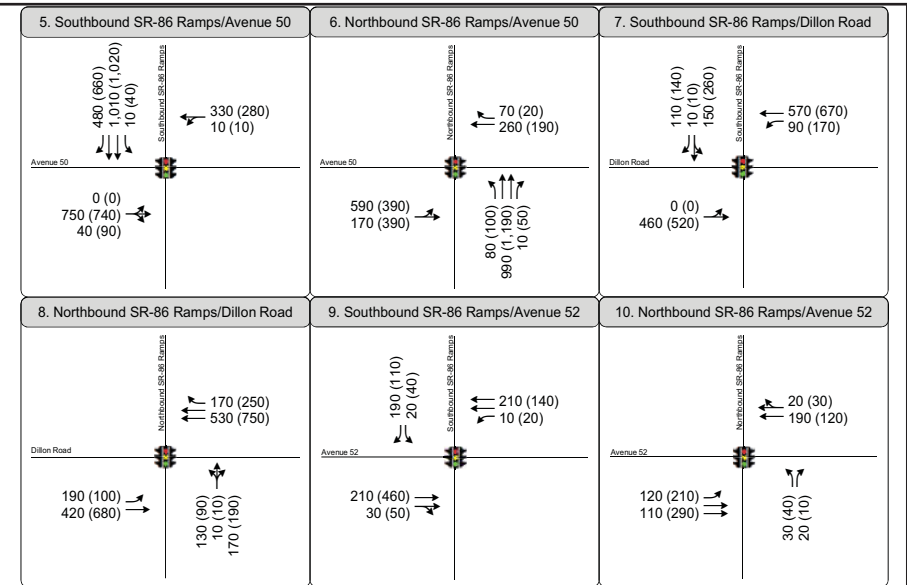 5. Southbound SR-86 Ramps/Avenue 50
480 (660)
1,010 (1,020)
10 (40)
Southbound SR-86 Ramps
330 (280)
10 (10)
Avenue 50
0 (0)
750 (740)
40 (90)
6. Northbound SR-86 Ramps/Avenue 50
Northbound SR-86 Ramps
70 (20)
260 (190)
Avenue 50
590 (390)
170 (390)
80 (100)
990 (1,190)
10 (50)
7. Southbound SR-86 Ramps/Dillon Road
110 (140)
10 (10)
150 (260)
Southbound SR-86 Ramps
570 (670)
90 (170)
Dillon Road
0 (0)
460 (520)
8. Northbound SR-86 Ramps/Dillon Road
Northbound SR-86 Ramps
170 (250)
530 (750)
Dillon Road
190 (100)
420 (680)
130 (90)
10 (10)
170 (190)
9. Southbound SR-86 Ramps/Avenue 52
190 (110)
20 (40)
Southbound SR-86 Ramps
210 (140)
10 (20)
Avenue 52
210 (460)
30 (50)
10. Northbound SR-86 Ramps/Avenue 52
Northbound SR-86 Ramps
20 (30)
190 (120)
Avenue 52
120 (210)
110 (290)
30 (40)
20 (10)